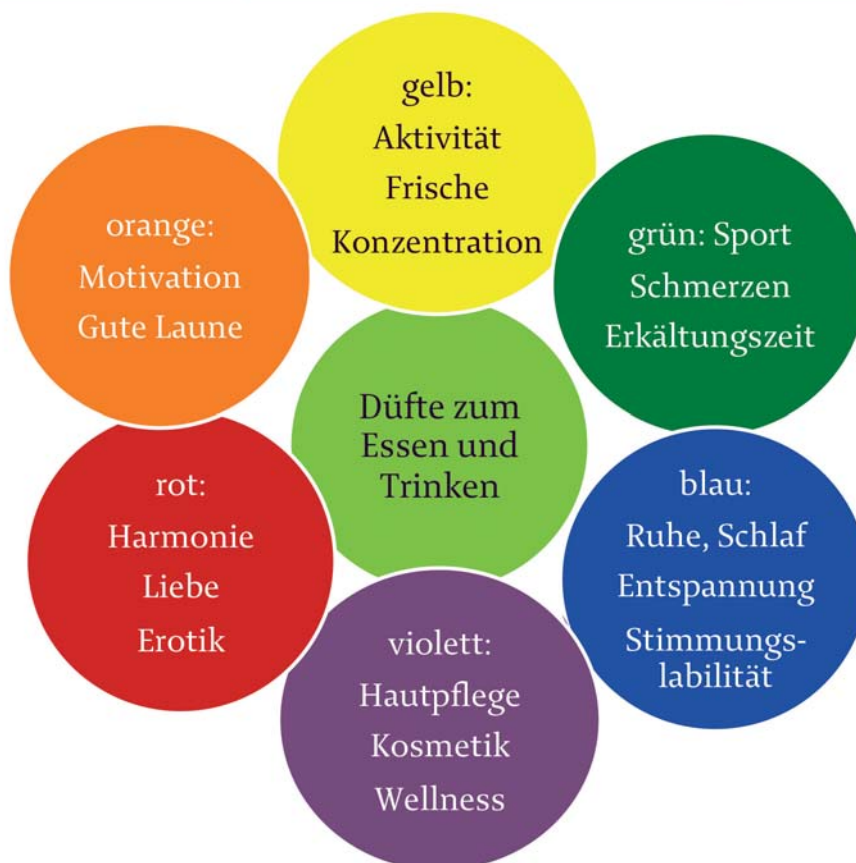 gelb:
Aktivität
Frische
Konzentration
orange:
Motivation
Gute Laune
grün: Sport
Schmerzen
Erkältungszeit
Düfte zum
Essen und
Trinken
rot:
Harmonie
Liebe
Erotik
blau:
Ruhe, Schlaf
Entspannung
Stimmungs-
labilität
violett:
Hautpflege
Kosmetik
Wellness